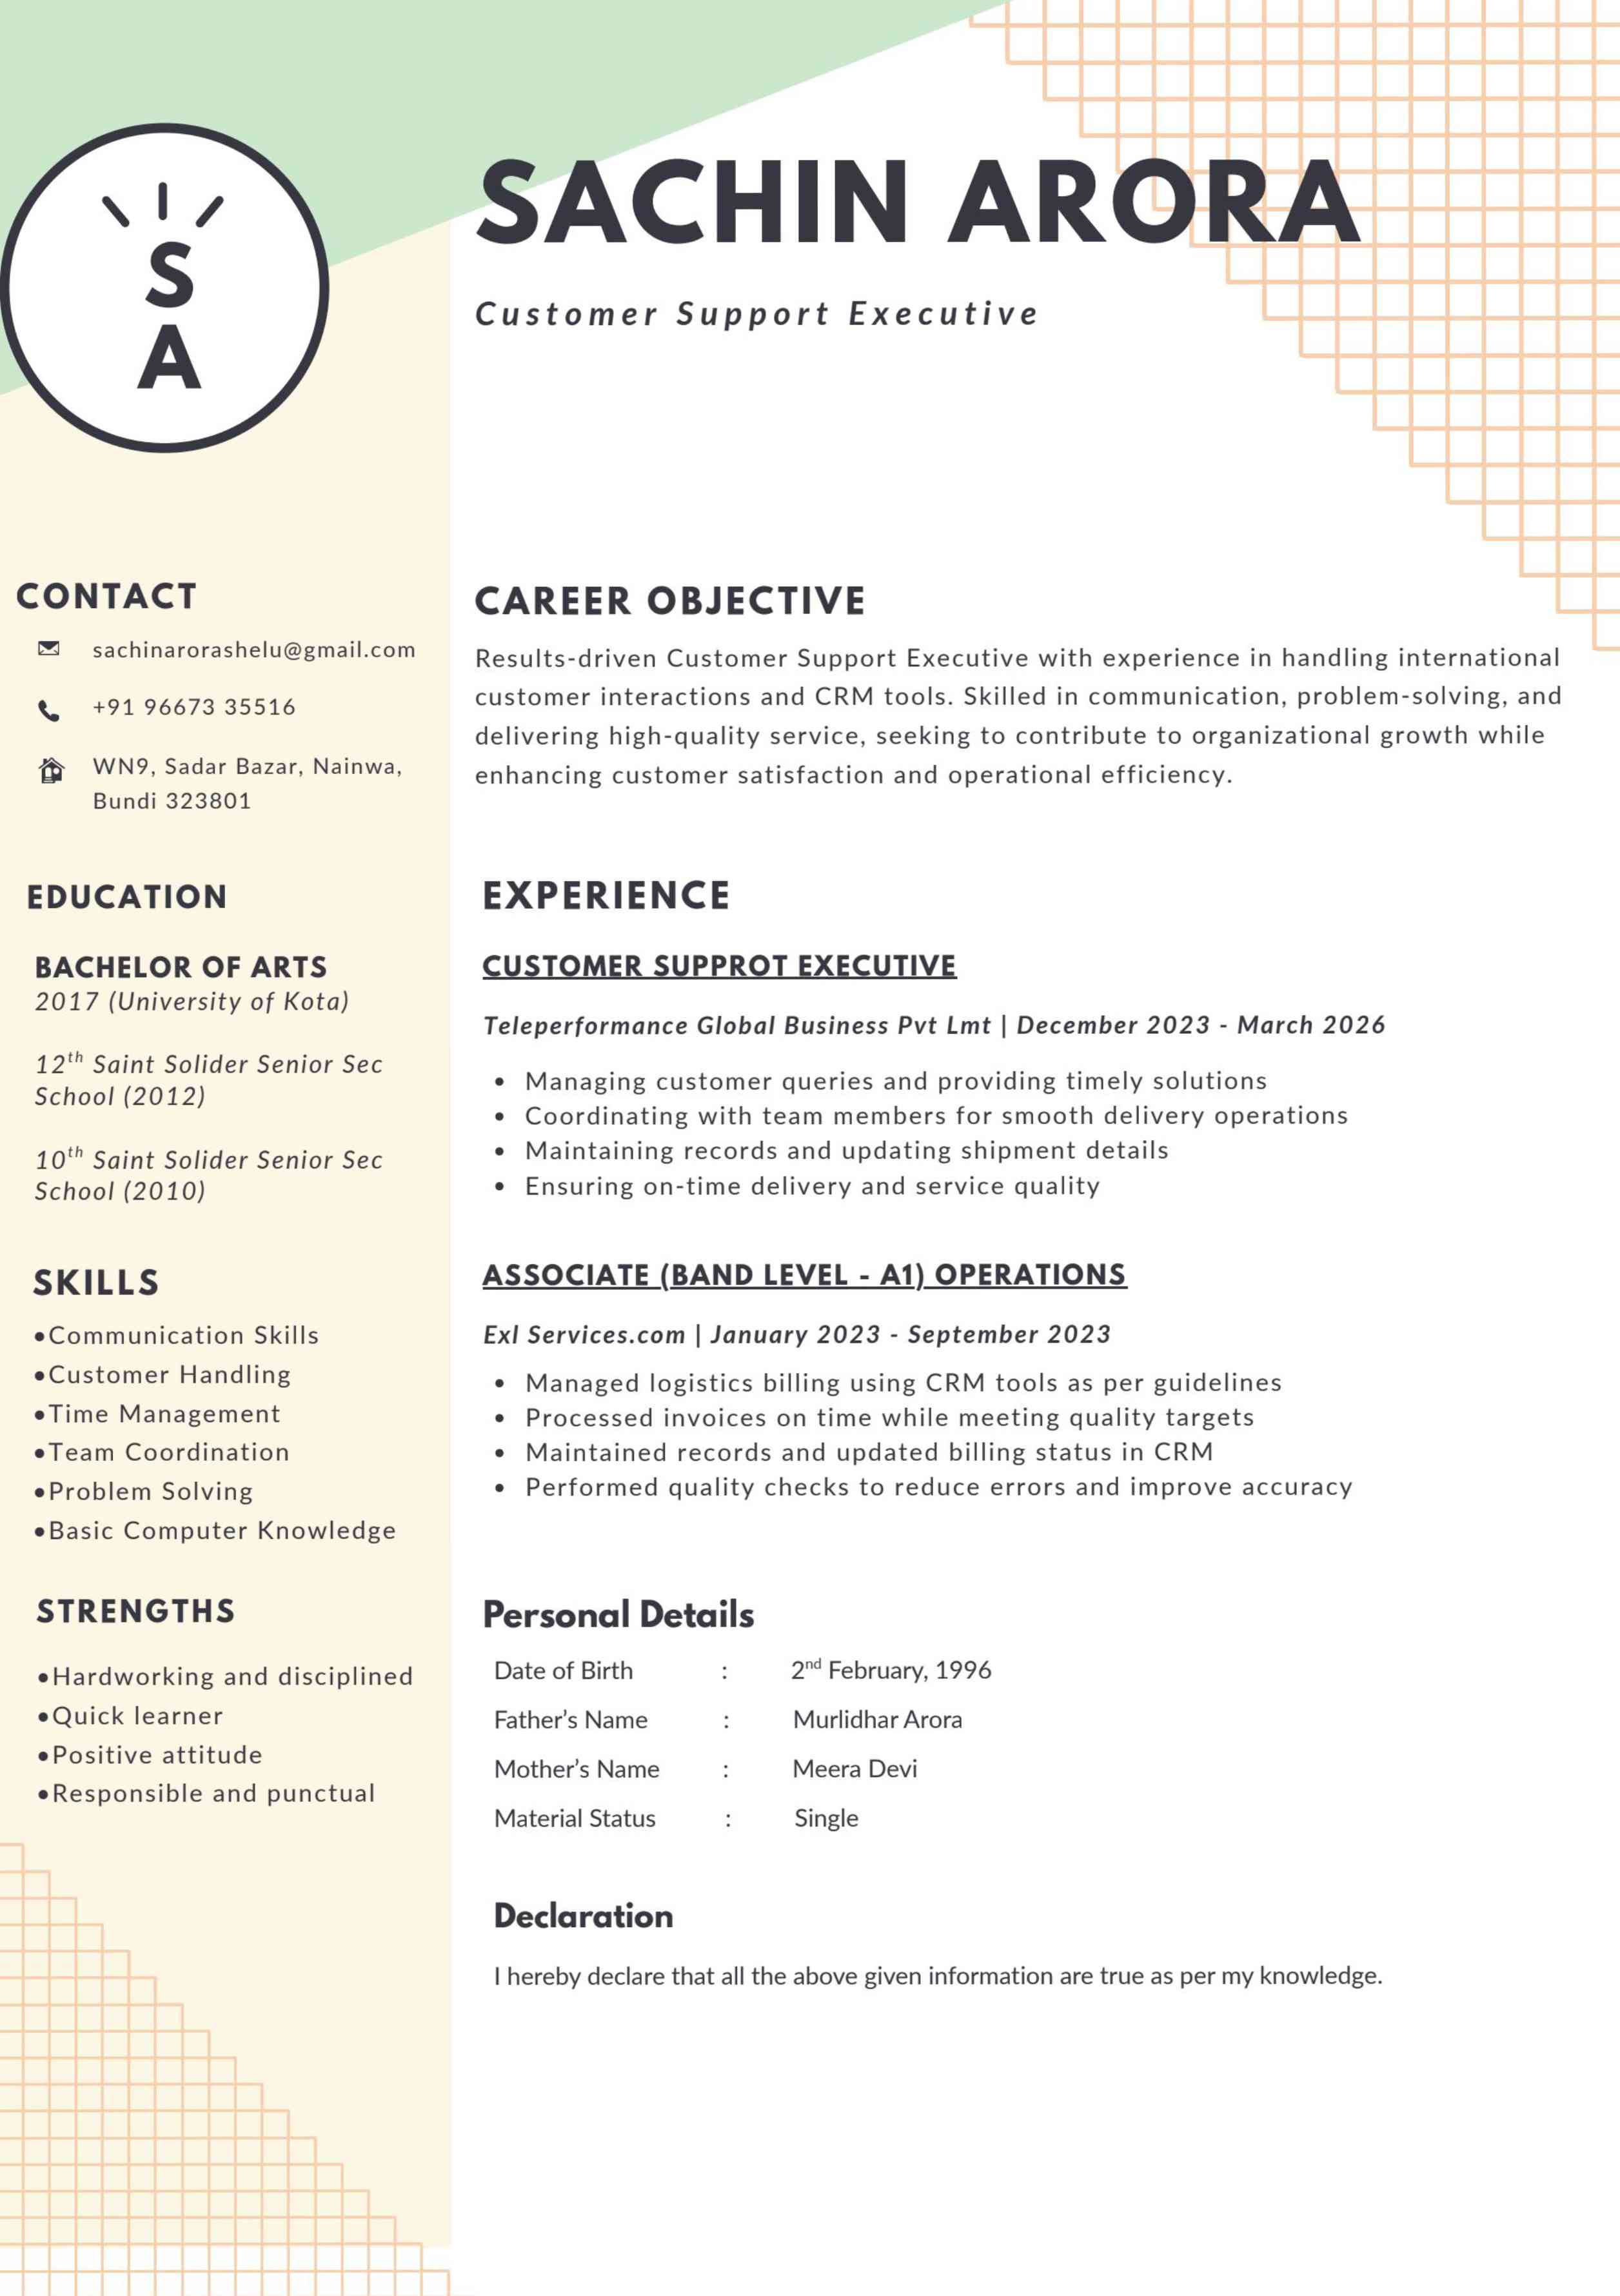 S
A
SACHIN ARORA
Customer Support Executive
CONTACT
sachinarorashelu@gmail.com
+91 96673 35516
WN9, Sadar Bazar, Nainwa,
Bundi 323801
EDUCATION
BACHELOR OF ARTS
2017 (University of Kota)
12th Saint Solider Senior Sec
School (2012)
10th Saint Solider Senior Sec
School (2010)
SKILLS
•Communication Skills
•Customer Handling
•Time Management
•Team Coordination
•Problem Solving
•Basic Computer Knowledge
STRENGTHS
•Hardworking and disciplined
•Quick learner
•Positive attitude
•Responsible and punctual
CAREER OBJECTIVE
Results-driven Customer Support Executive with experience in handling international
customer interactions and CRM tools. Skilled in communication, problem-solving, and
delivering high-quality service, seeking to contribute to organizational growth while
enhancing customer satisfaction and operational efficiency.
EXPERIENCE
CUSTOMER SUPPROT EXECUTIVE
Teleperformance Global Business Pvt Lmt | December 2023 - March 2026
• Managing customer queries and providing timely solutions
• Coordinating with team members for smooth delivery operations
• Maintaining records and updating shipment details
• Ensuring on-time delivery and service quality
ASSOCIATE (BAND LEVEL - A1) OPERATIONS
Exl Services.com | January 2023 - September 2023
• Managed logistics billing using CRM tools as per guidelines
• Processed invoices on time while meeting quality targets
• Maintained records and updated billing status in CRM
• Performed quality checks to reduce errors and improve accuracy
Personal Details
Date of Birth : 2nd February, 1996
Father's Name : Murlidhar Arora
Mother's Name : Meera Devi
Material Status : Single
Declaration
I hereby declare that all the above given information are true as per my knowledge.